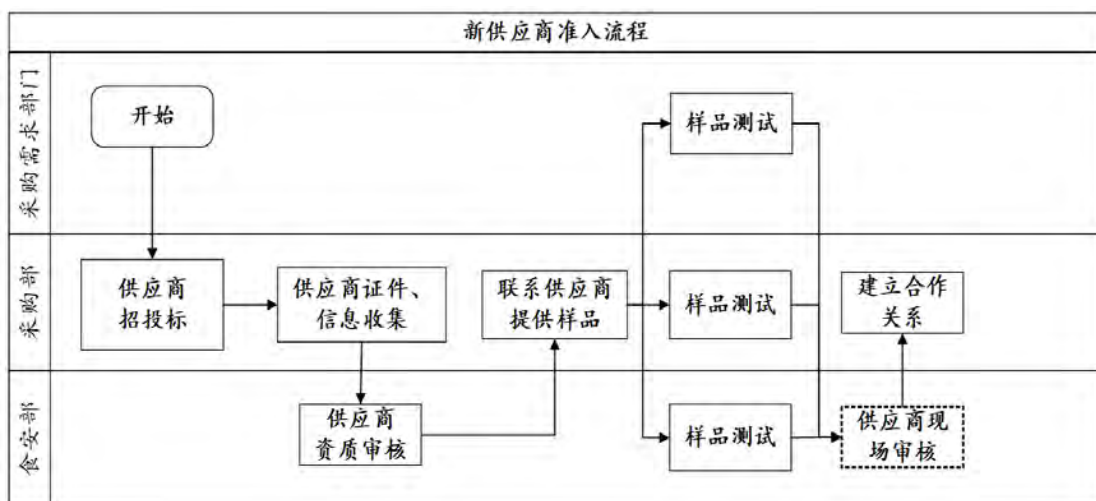 新供应商准入流程
采购需求部门
开始
样品测试
采购部
供应商
招投标
供应商证件、
信息收集
联系供应商
提供样品
样品测试
建立合作
关系
食安部
供应商
资质审核
样品测试
供应商现
场审核